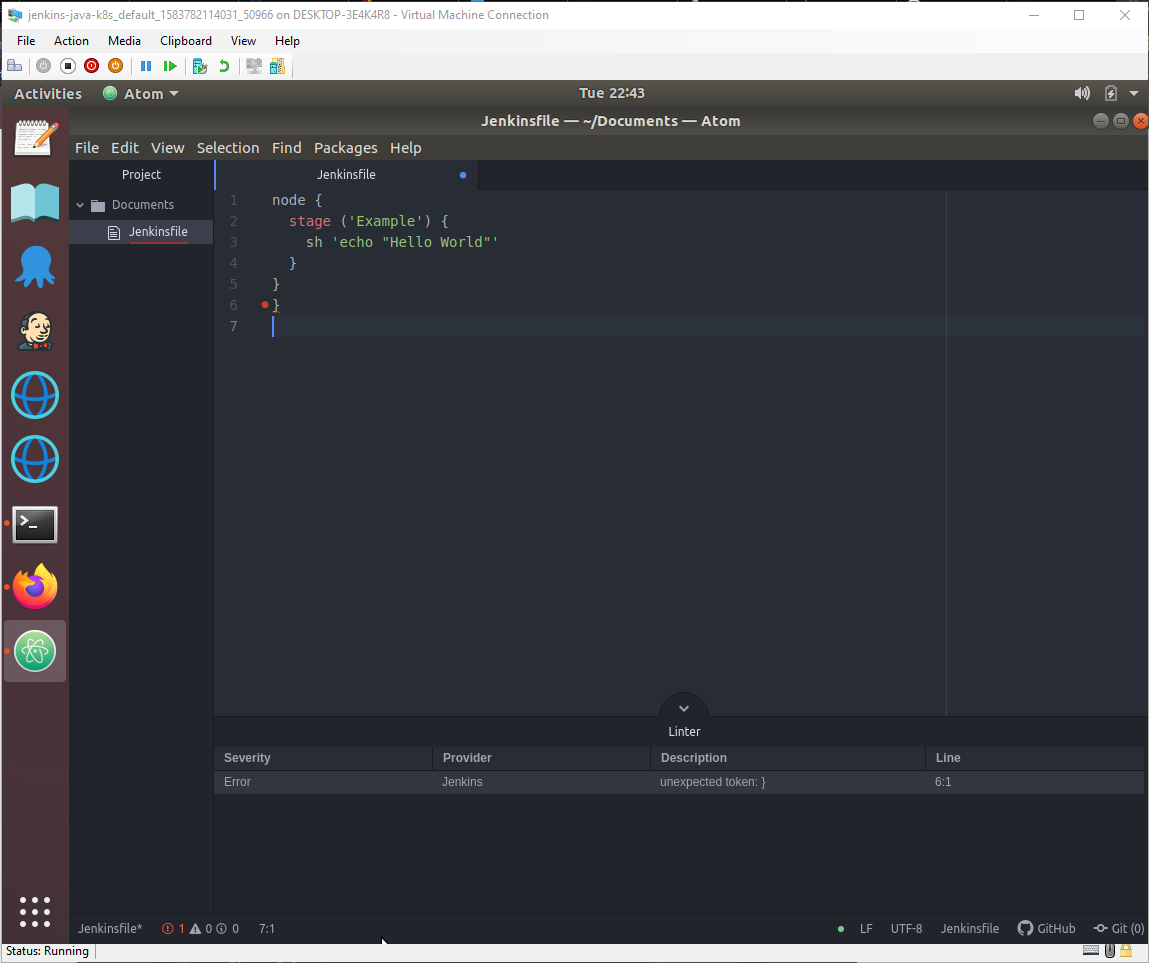 jenkins-java-k8s_default_1583782114031_50966 on DESKTOP-3E4K4R8 - Virtual Machine Connection
File Action Media Clipboard View Help
Activities Atom Tue 22:43
Jenkinsfile — ~/Documents — Atom
File Edit View Selection Find Packages Help
Project Jenkinsfile
Documents
Jenkinsfile
1 node {
2 stage ('Example') {
3 sh 'echo "Hello World"'
4 }
5 }
6 }
7
Linter
Severity Provider Description Line
Error Jenkins unexpected token: } 6:1
Jenkinsfile* 1 0 0 7:1 LF UTF-8 Jenkinsfile GitHub Git (0)
Status: Running